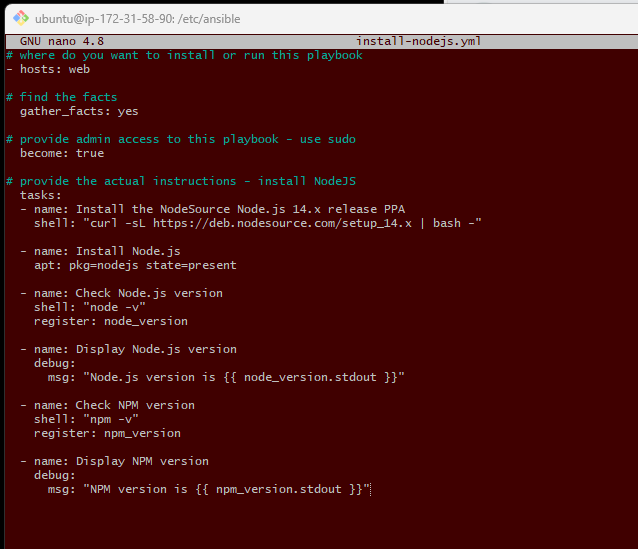 ubuntu@ip-172-31-58-90: /etc/ansible
GNU nano 4.8 install-nodejs.yml
# where do you want to install or run this playbook
- hosts: web
# find the facts
gather_facts: yes
# provide admin access to this playbook - use sudo
become: true
# provide the actual instructions - install NodeJS
tasks:
- name: Install the NodeSource Node.js 14.x release PPA
shell: "curl -sL https://deb.nodesource.com/setup_14.x | bash -"
- name: Install Node.js
apt: pkg=nodejs state=present
- name: Check Node.js version
shell: "node -v"
register: node_version
- name: Display Node.js version
debug:
msg: "Node.js version is {{ node_version.stdout }}"
- name: Check NPM version
shell: "npm -v"
register: npm_version
- name: Display NPM version
debug:
msg: "NPM version is {{ npm_version.stdout }}"